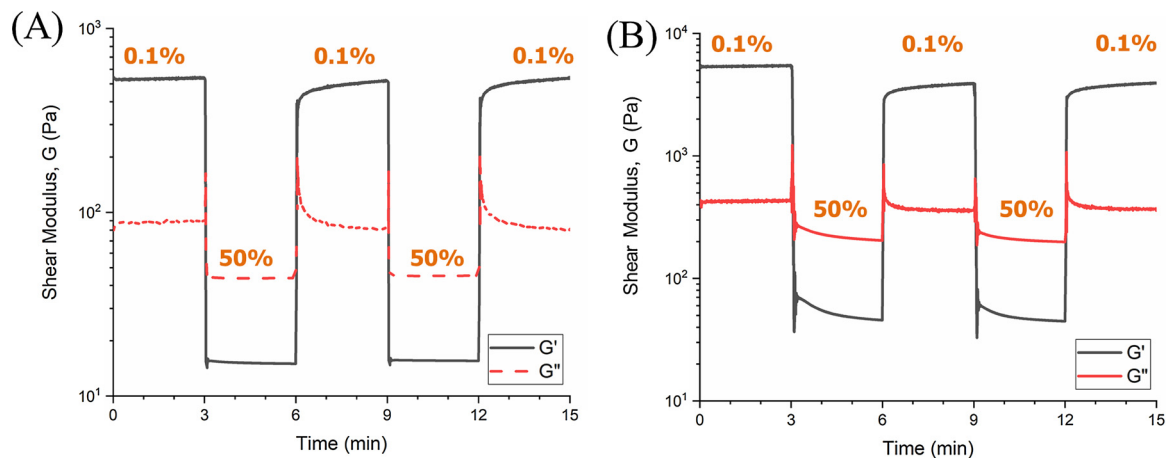 (A)
10³
10²
10¹
Shear Modulus, G (Pa)
0.1%
0.1%
0.1%
50%
50%
G'
G"
0
3
6
9
12
15
Time (min)
(B)
10⁴
10³
10²
10¹
Shear Modulus, G (Pa)
0.1%
0.1%
0.1%
50%
50%
G'
G"
0
3
6
9
12
15
Time (min)